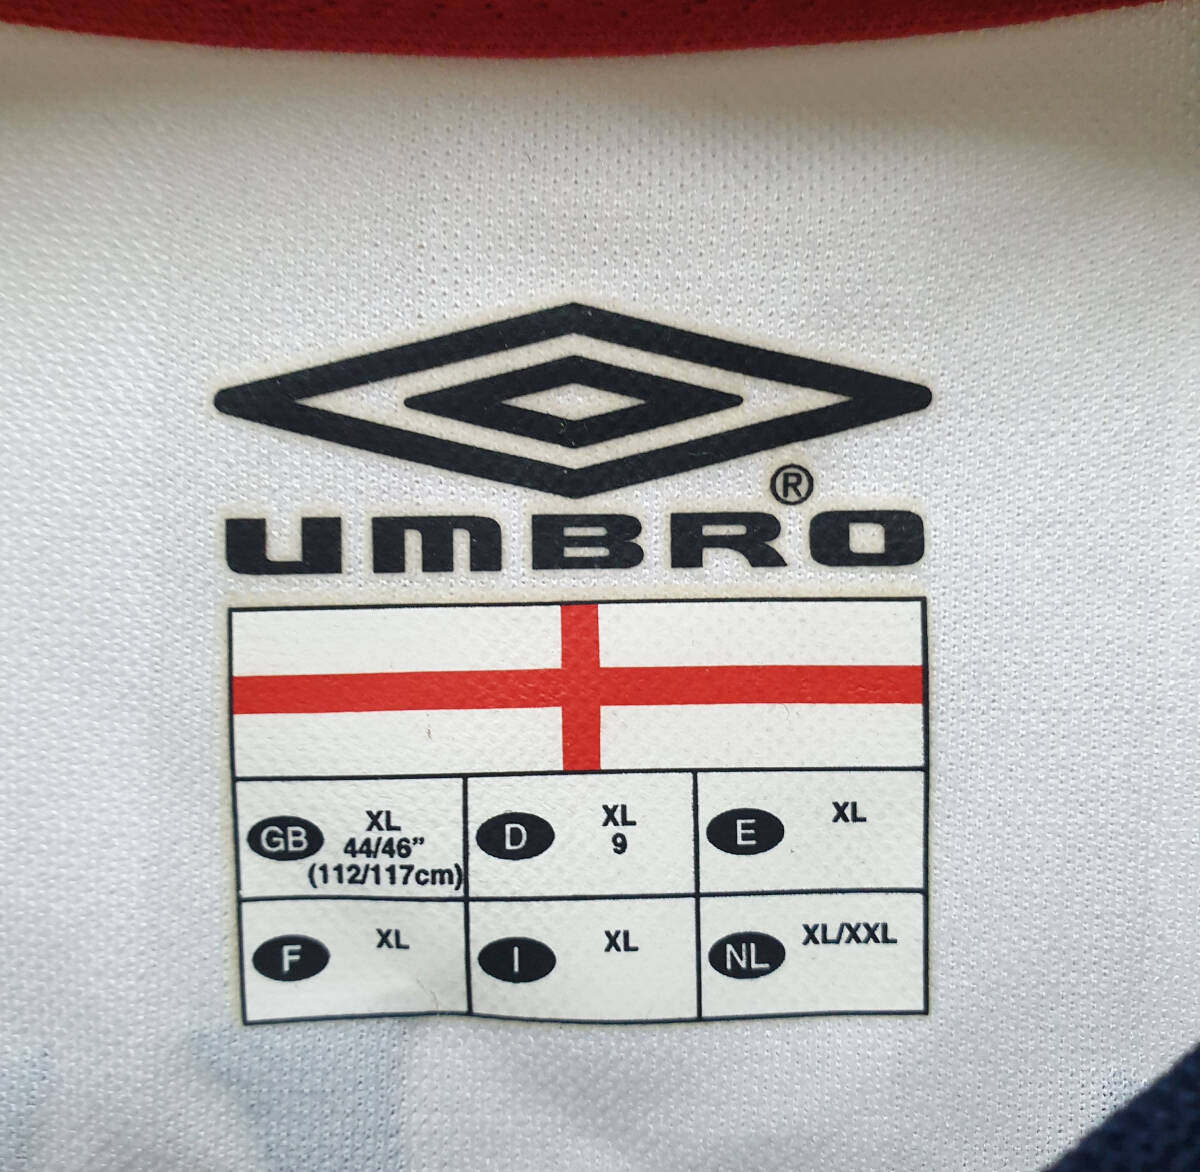 ®
UMBRO
GB XL
44/46”
(112/117cm)
D XL
9
E XL
F XL
I XL
NL XL/XXL